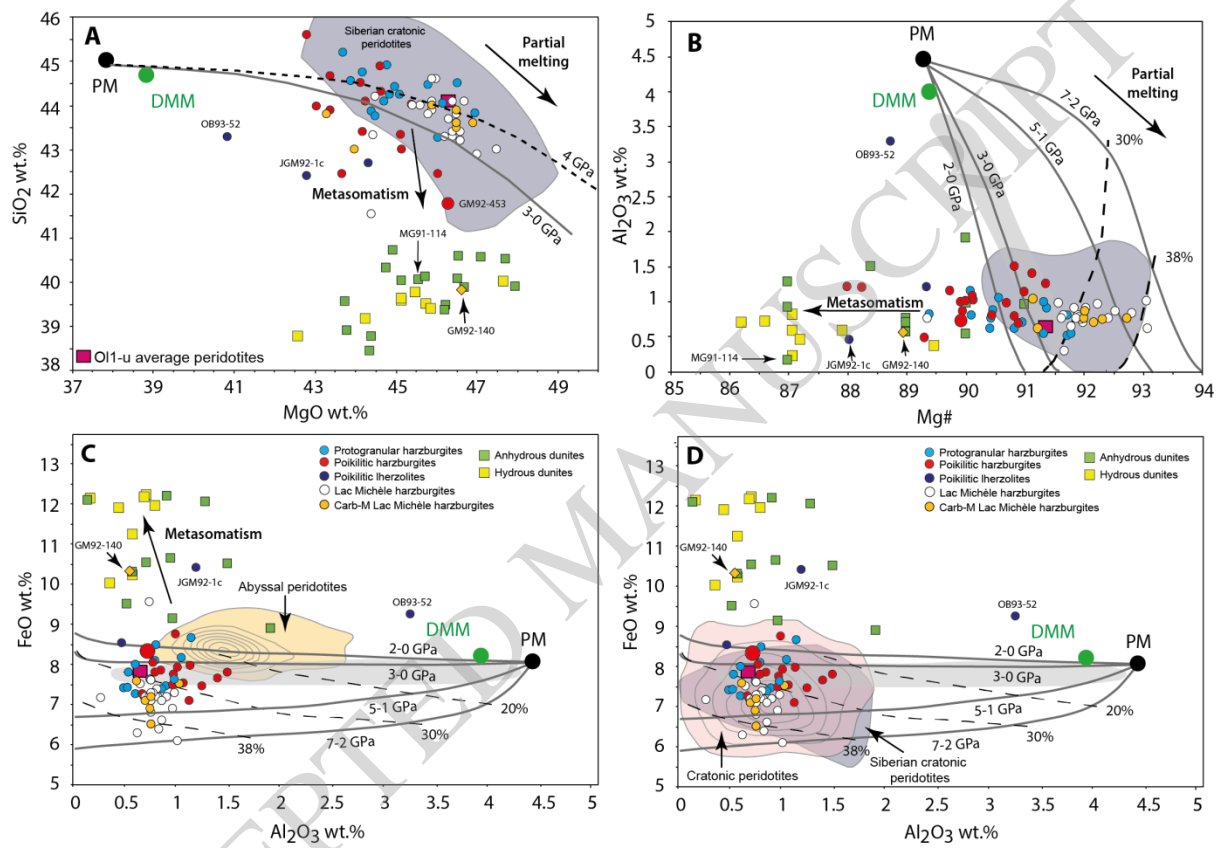 A
46
45
44
43
42
41
40
39
38
SiO2 wt.%
37
39
41
43
45
47
49
MgO wt.%
PM
DMM
OB93-52
JGM92-1c
Siberian cratonic
peridotites
Partial
melting
4 GPa
3-0 GPa
Metasomatism
GM92-453
MG91-114
GM92-140
Ol1-u average peridotites
B
5
4.5
4
3.5
3
2.5
2
1.5
1
0.5
0
Al2O3 wt.%
85
86
87
88
89
90
91
92
93
94
Mg#
PM
DMM
OB93-52
Partial
melting
7-2 GPa
30%
5-1 GPa
3-0 GPa
2-0 GPa
38%
Metasomatism
MG91-114
JGM92-1c
GM92-140
C
13
12
11
10
9
8
7
6
5
FeO wt.%
0
0.5
1
1.5
2
2.5
3
3.5
4
4.5
5
Al2O3 wt.%
Protogranular harzburgites
Poikilitic harzburgites
Poikilitic lherzolites
Lac Michèle harzburgites
Carb-M Lac Michèle harzburgites
Anhydrous dunites
Hydrous dunites
Metasomatism
GM92-140
JGM92-1c
Abyssal peridotites
OB93-52
DMM
PM
2-0 GPa
3-0 GPa
5-1 GPa
7-2 GPa
20%
30%
38%
D
13
12
11
10
9
8
7
6
5
FeO wt.%
0
0.5
1
1.5
2
2.5
3
3.5
4
4.5
5
Al2O3 wt.%
Protogranular harzburgites
Poikilitic harzburgites
Poikilitic lherzolites
Lac Michèle harzburgites
Carb-M Lac Michèle harzburgites
Anhydrous dunites
Hydrous dunites
GM92-140
JGM92-1c
OB93-52
DMM
PM
2-0 GPa
3-0 GPa
5-1 GPa
7-2 GPa
20%
30%
38%
Cratonic peridotites
Siberian cratonic
peridotites
ACCEPTED MANUSCRIPT